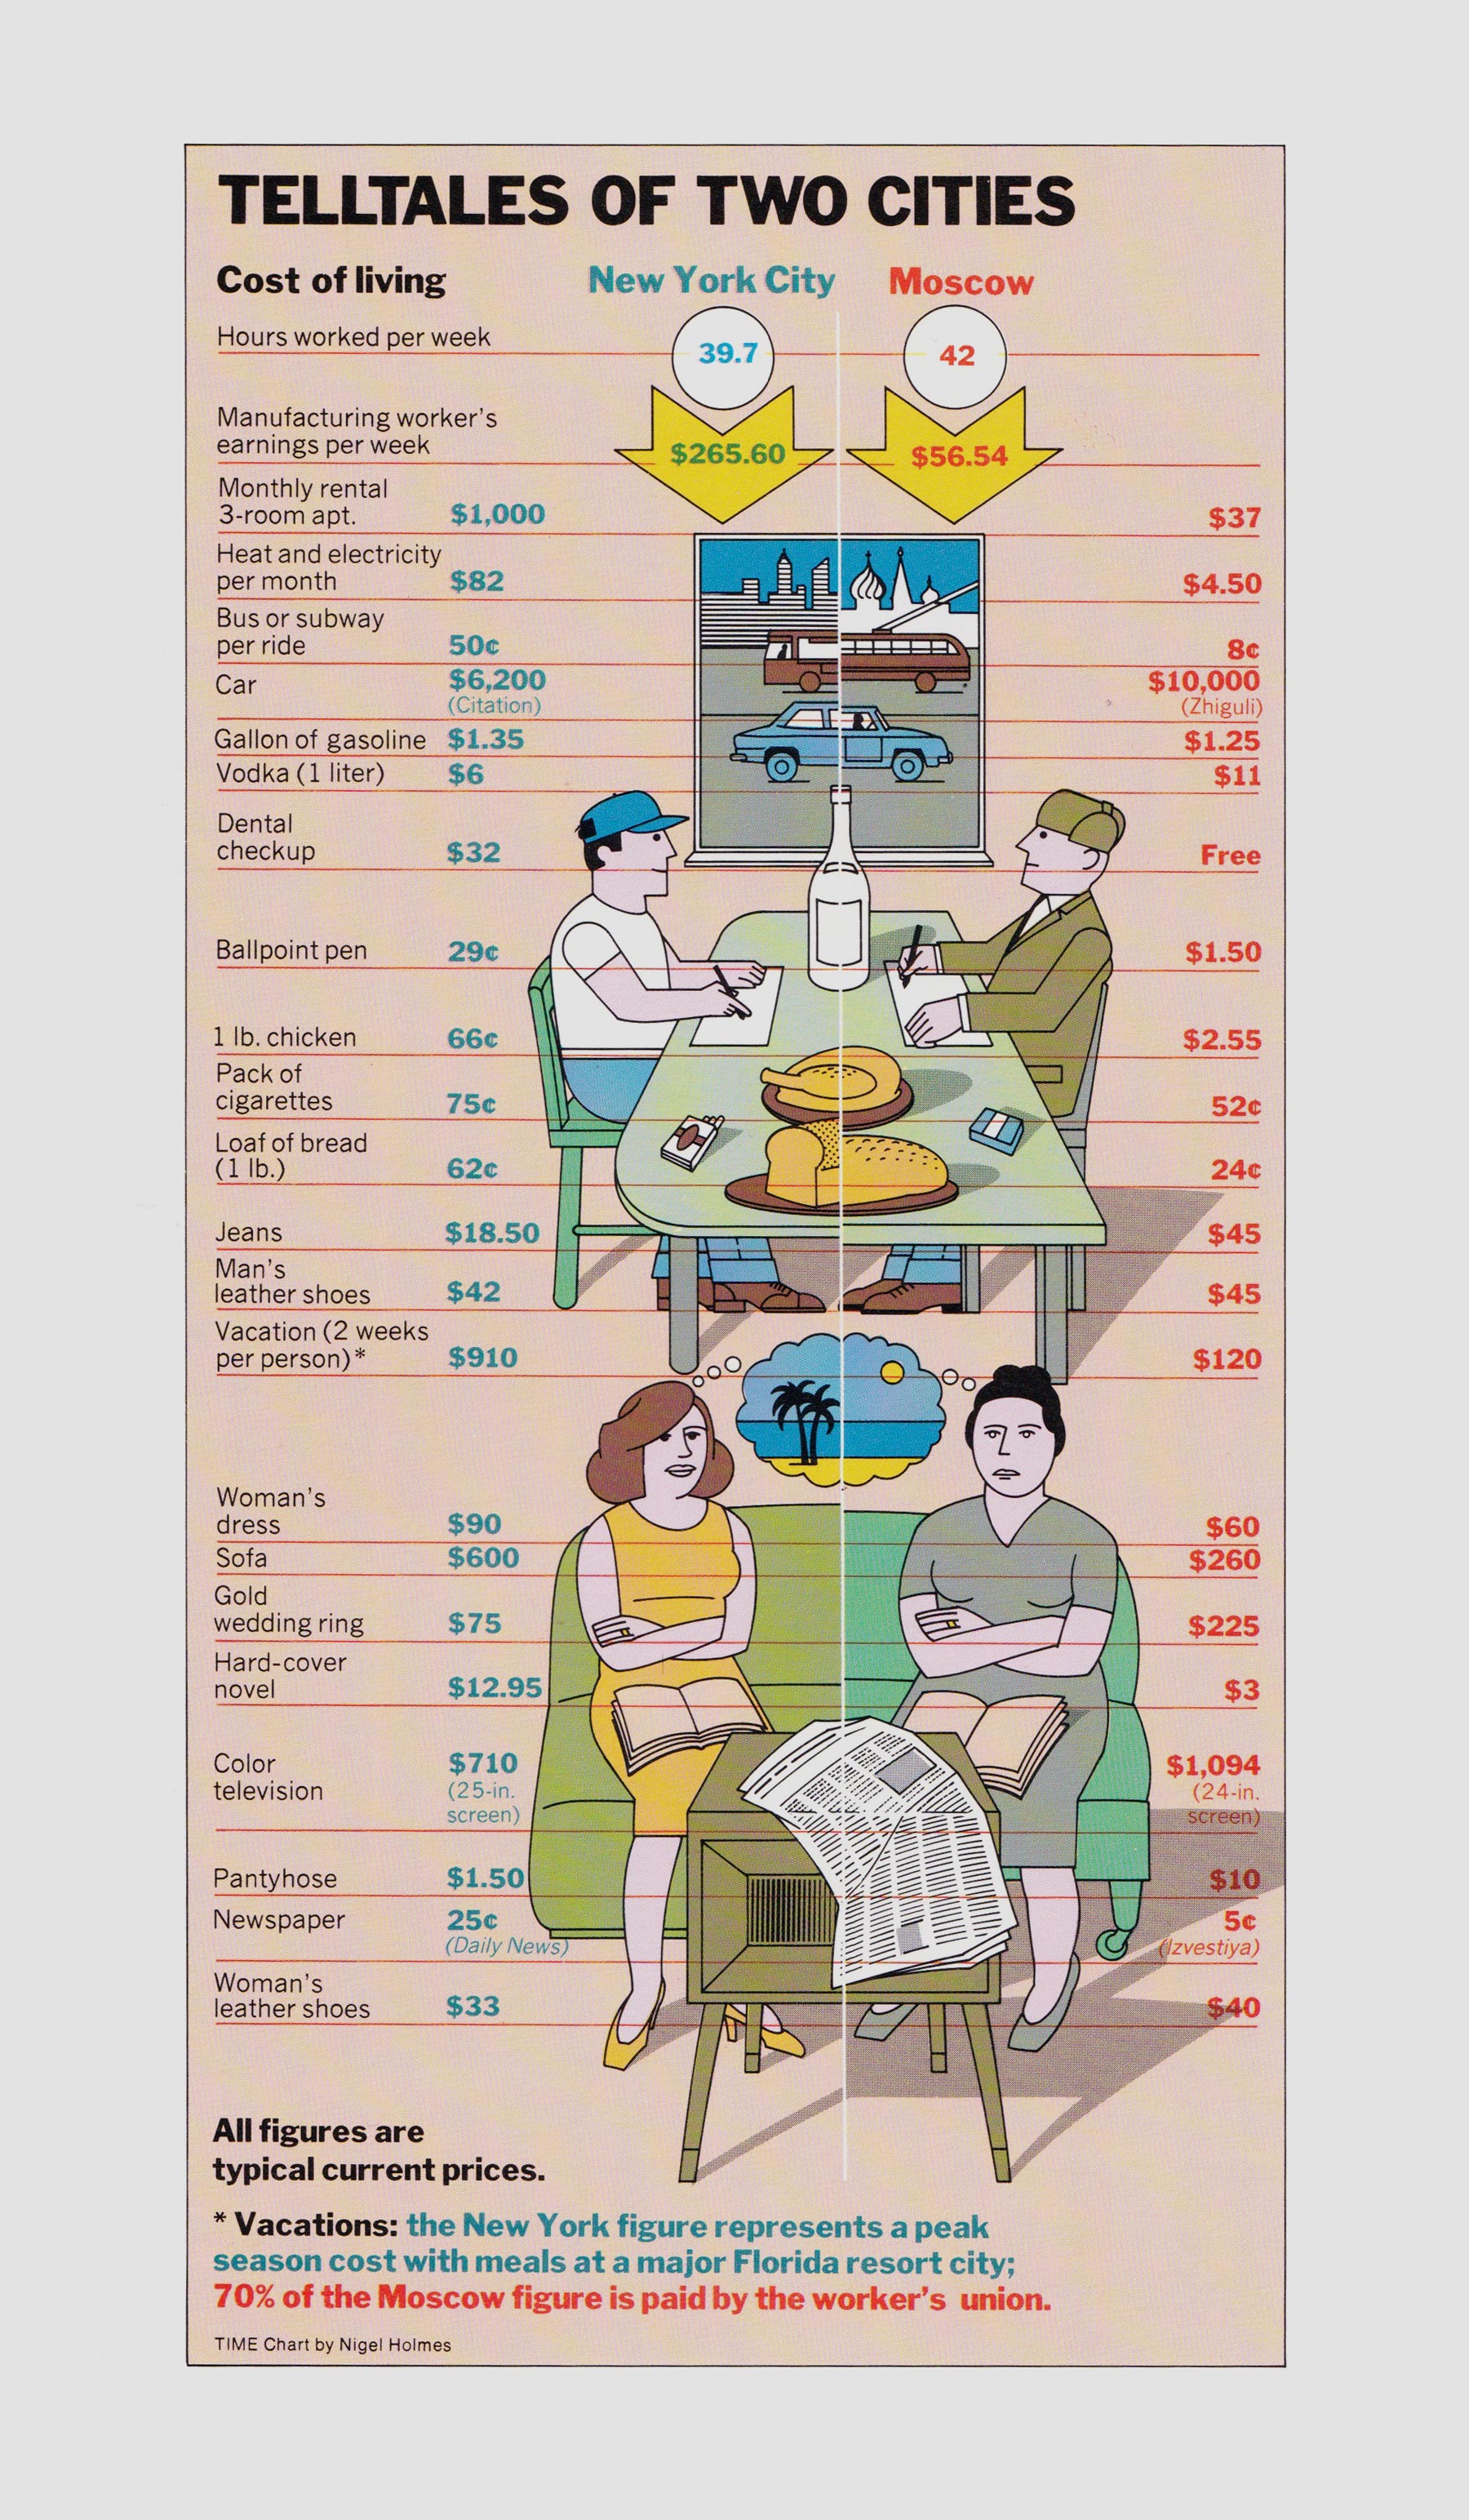 TELLTALES OF TWO CITIES
Cost of living New York City Moscow
Hours worked per week 39.7 42
Manufacturing worker's
earnings per week $265.60 $56.54
Monthly rental
3-room apt. $1,000 $37
Heat and electricity
per month $82 $4.50
Bus or subway
per ride 50¢ 8¢
Car $6,200 $10,000
(Citation) (Zhiguli)
Gallon of gasoline $1.35 $1.25
Vodka (1 liter) $6 $11
Dental
checkup $32 Free
Ballpoint pen 29¢ $1.50
1 lb. chicken 66¢ $2.55
Pack of
cigarettes 75¢ 52¢
Loaf of bread
(1 lb.) 62¢ 24¢
Jeans $18.50 $45
Man's
leather shoes $42 $45
Vacation (2 weeks
per person)* $910 $120
Woman's
dress $90 $60
Sofa $600 $260
Gold
wedding ring $75 $225
Hard-cover
novel $12.95 $3
Color $710 $1,094
television (25-in. (24-in.
screen) screen)
Pantyhose $1.50 $10
Newspaper 25¢ 5¢
(Daily News) (Izvestiya)
Woman's
leather shoes $33 $40
All figures are
typical current prices.
* Vacations: the New York figure represents a peak
season cost with meals at a major Florida resort city;
70% of the Moscow figure is paid by the worker's union.
TIME Chart by Nigel Holmes